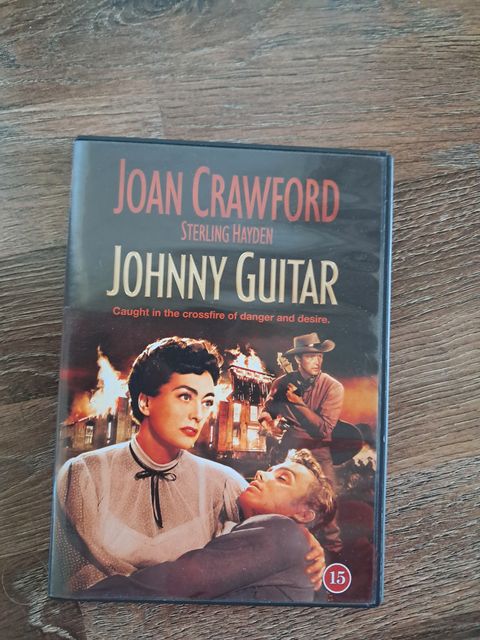 JOAN CRAWFORD
STERLING HAYDEN
JOHNNY GUITAR
Caught in the crossfire of danger and desire.
15